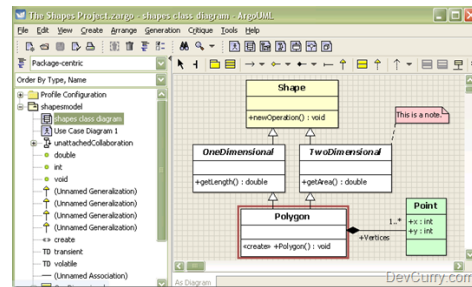 The Shapes Project.zargo - shapes class diagram - ArgoUML
File Edit View Create Arrange Generation Critique Tools Help
Package-centric
Order By Type, Name
Profile Configuration
shapesmodel
shapes class diagram
Use Case Diagram 1
unattachedCollaboration
double
int
void
(Unnamed Generalization)
(Unnamed Generalization)
(Unnamed Generalization)
(Unnamed Generalization)
create
TD transient
TD volatile
(Unnamed Association)
Shape
+newOperation() : void
This is a note.
OneDimensional
+getLength() : double
TwoDimensional
+getArea() : double
Polygon
«create» +Polygon() : void
1..*
+Vertices
Point
+x : int
+y : int
As Diagram
DevCurry.com